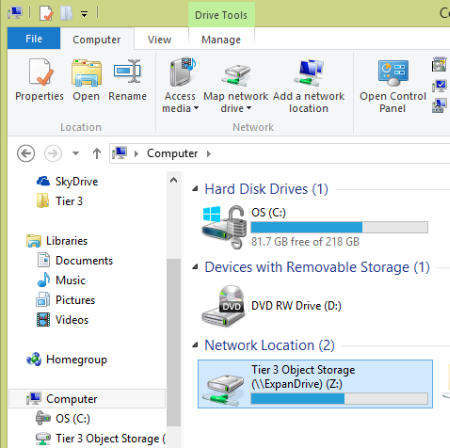 Drive Tools
File
Computer
View
Manage
Properties
Open
Rename
Access media
Map network drive
Add a network location
Open Control Panel
Location
Network
Computer
SkyDrive
Tier 3
Libraries
Documents
Music
Pictures
Videos
Homegroup
Computer
OS (C:)
Tier 3 Object Storage (
Hard Disk Drives (1)
OS (C:)
81.7 GB free of 218 GB
Devices with Removable Storage (1)
DVD
DVD RW Drive (D:)
Network Location (2)
Tier 3 Object Storage
(\\ExpanDrive) (Z:)